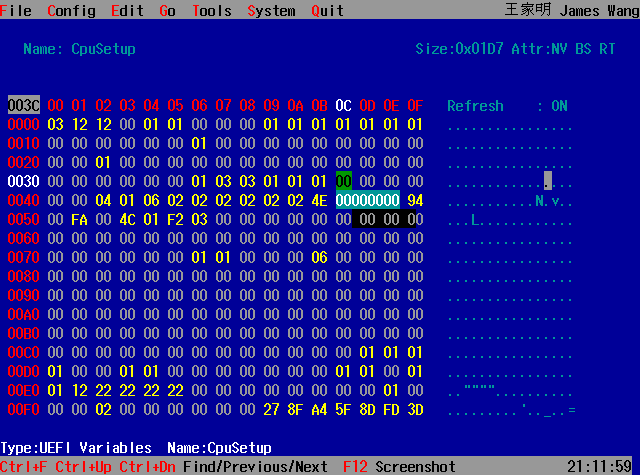 File Config Edit Go Tools System Quit 王家明 James Wang
Name: CpuSetup Size:0x01D7 Attr:NV BS RT
003C 00 01 02 03 04 05 06 07 08 09 0A 0B 0C 0D 0E 0F Refresh : ON
0000 03 12 12 00 01 01 00 00 00 01 01 01 01 01 01 01 ................
0010 00 00 00 00 00 00 01 00 00 00 00 00 00 00 00 00 ................
0020 00 00 01 00 00 00 00 00 00 00 00 00 00 00 00 00 ................
0030 00 00 00 00 00 00 01 03 03 01 01 01 00 00 00 00 ................
0040 00 00 04 01 06 02 02 02 02 02 02 4E 00000000 94 ...........N.v..
0050 00 FA 00 4C 01 F2 03 00 00 00 00 00 00 00 00 00 ...L............
0060 00 00 00 00 00 00 00 00 00 00 00 00 00 00 00 00 ................
0070 00 00 00 00 00 00 01 01 00 00 00 06 00 00 00 00 ................
0080 00 00 00 00 00 00 00 00 00 00 00 00 00 00 00 00 ................
0090 00 00 00 00 00 00 00 00 00 00 00 00 00 00 00 00 ................
00A0 00 00 00 00 00 00 00 00 00 00 00 00 00 00 00 00 ................
00B0 00 00 00 00 00 00 00 00 00 00 00 00 00 00 00 00 ................
00C0 00 00 00 00 00 00 00 00 00 00 00 00 00 01 01 01 ................
00D0 01 00 00 01 01 00 00 00 00 00 00 00 01 01 00 01 ................
00E0 01 12 22 22 22 22 00 00 00 00 00 00 00 00 01 00 ..""""..........
00F0 00 00 02 00 00 00 00 00 00 27 8F A4 5F 8D FD 3D .........'.._..=
Type:UEFI Variables Name:CpuSetup
Ctrl+F Ctrl+Up Ctrl+Dn Find/Previous/Next F12 Screenshot 21:11:59